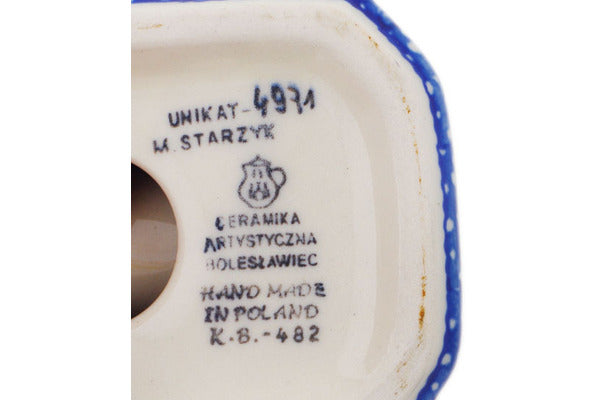 UNIKAT-4971
M. STARZYK
CERAMIKA
ARTYSTYCZNA
BOLESŁAWIEC
HAND MADE
IN POLAND
K.B.-482